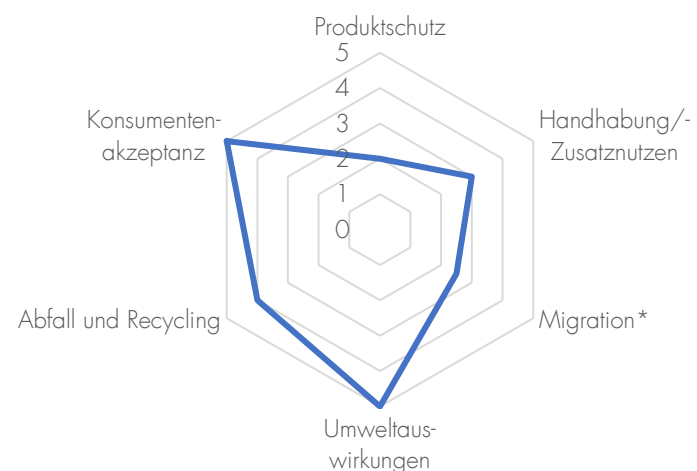 Produktschutz
5
4
3
2
1
0
Handhabung/-
Zusatznutzen
Migration*
Umweltaus-
wirkungen
Abfall und Recycling
Konsumenten-
akzeptanz